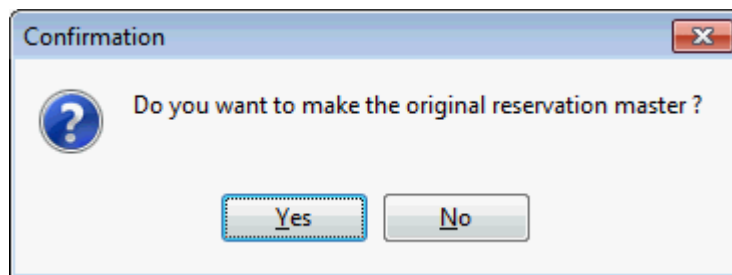 Confirmation
Do you want to make the original reservation master ?
Yes
No